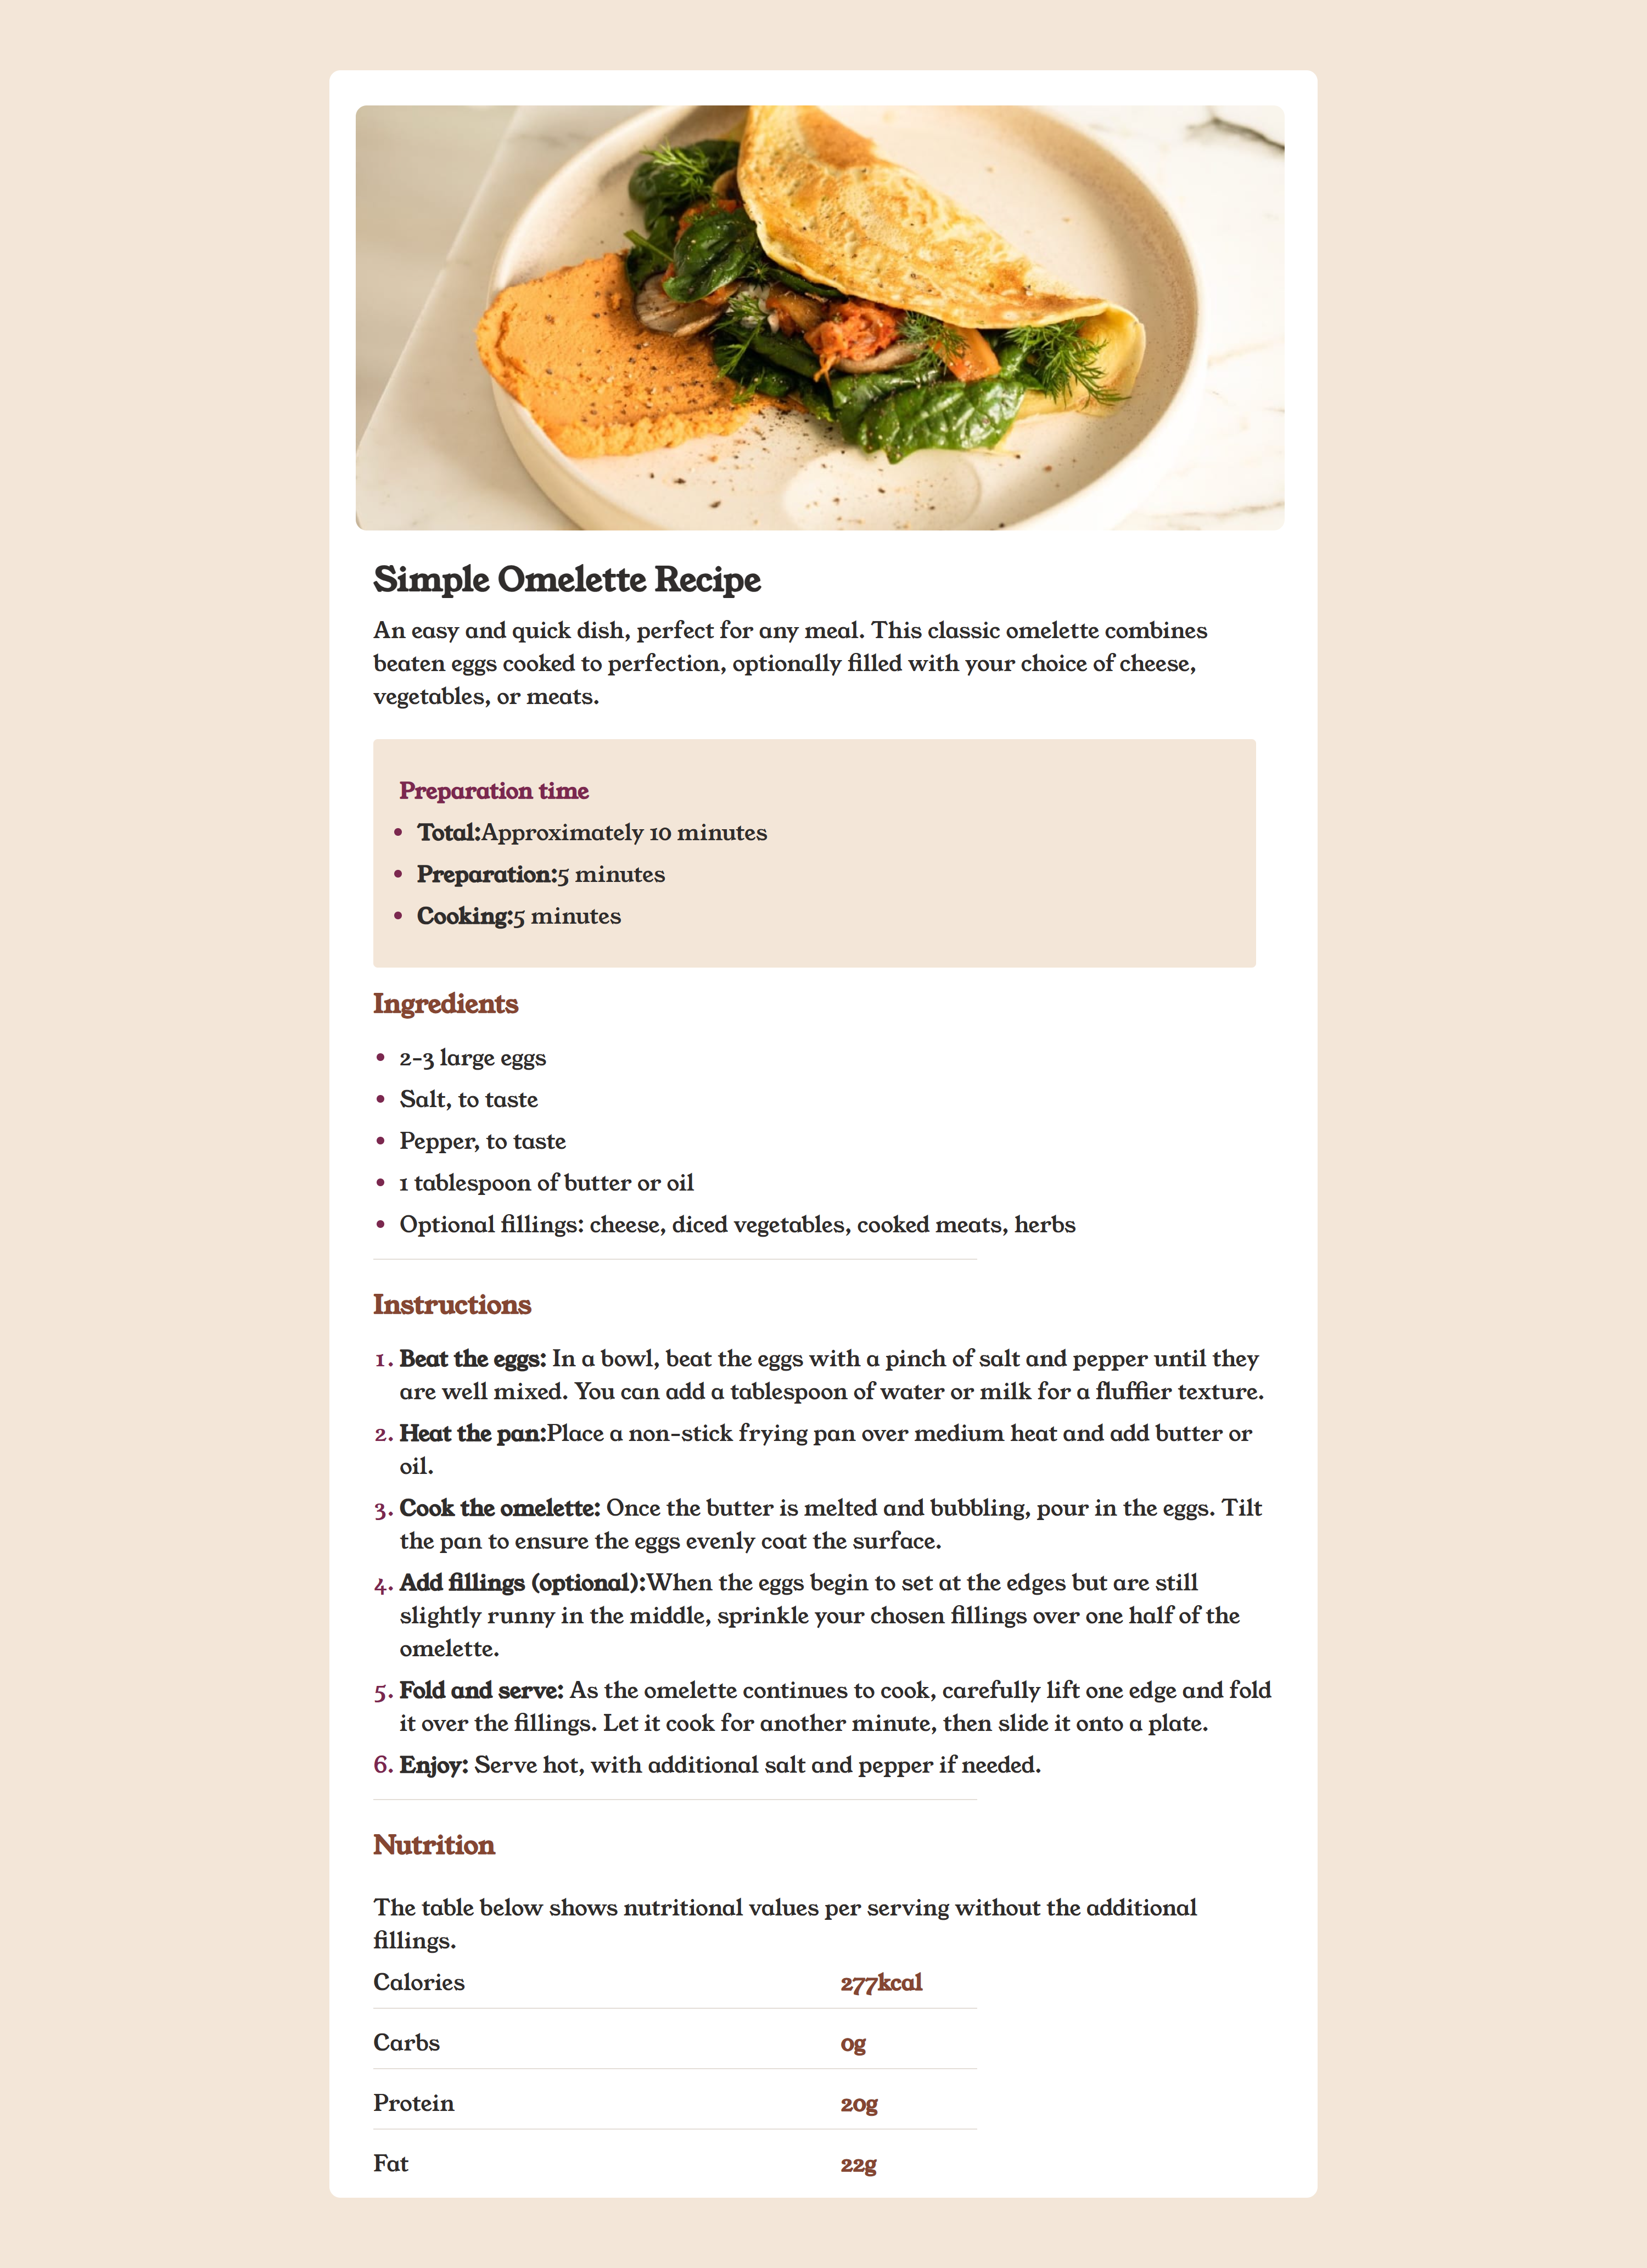 Simple Omelette Recipe
An easy and quick dish, perfect for any meal. This classic omelette combines
beaten eggs cooked to perfection, optionally filled with your choice of cheese,
vegetables, or meats.
Preparation time
• Total:Approximately 10 minutes
• Preparation:5 minutes
• Cooking:5 minutes
Ingredients
• 2-3 large eggs
• Salt, to taste
• Pepper, to taste
• 1 tablespoon of butter or oil
• Optional fillings: cheese, diced vegetables, cooked meats, herbs
Instructions
1. Beat the eggs: In a bowl, beat the eggs with a pinch of salt and pepper until they
are well mixed. You can add a tablespoon of water or milk for a fluffier texture.
2. Heat the pan:Place a non-stick frying pan over medium heat and add butter or
oil.
3. Cook the omelette: Once the butter is melted and bubbling, pour in the eggs. Tilt
the pan to ensure the eggs evenly coat the surface.
4. Add fillings (optional):When the eggs begin to set at the edges but are still
slightly runny in the middle, sprinkle your chosen fillings over one half of the
omelette.
5. Fold and serve: As the omelette continues to cook, carefully lift one edge and fold
it over the fillings. Let it cook for another minute, then slide it onto a plate.
6. Enjoy: Serve hot, with additional salt and pepper if needed.
Nutrition
The table below shows nutritional values per serving without the additional
fillings.
Calories 277kcal
Carbs 0g
Protein 20g
Fat 22g